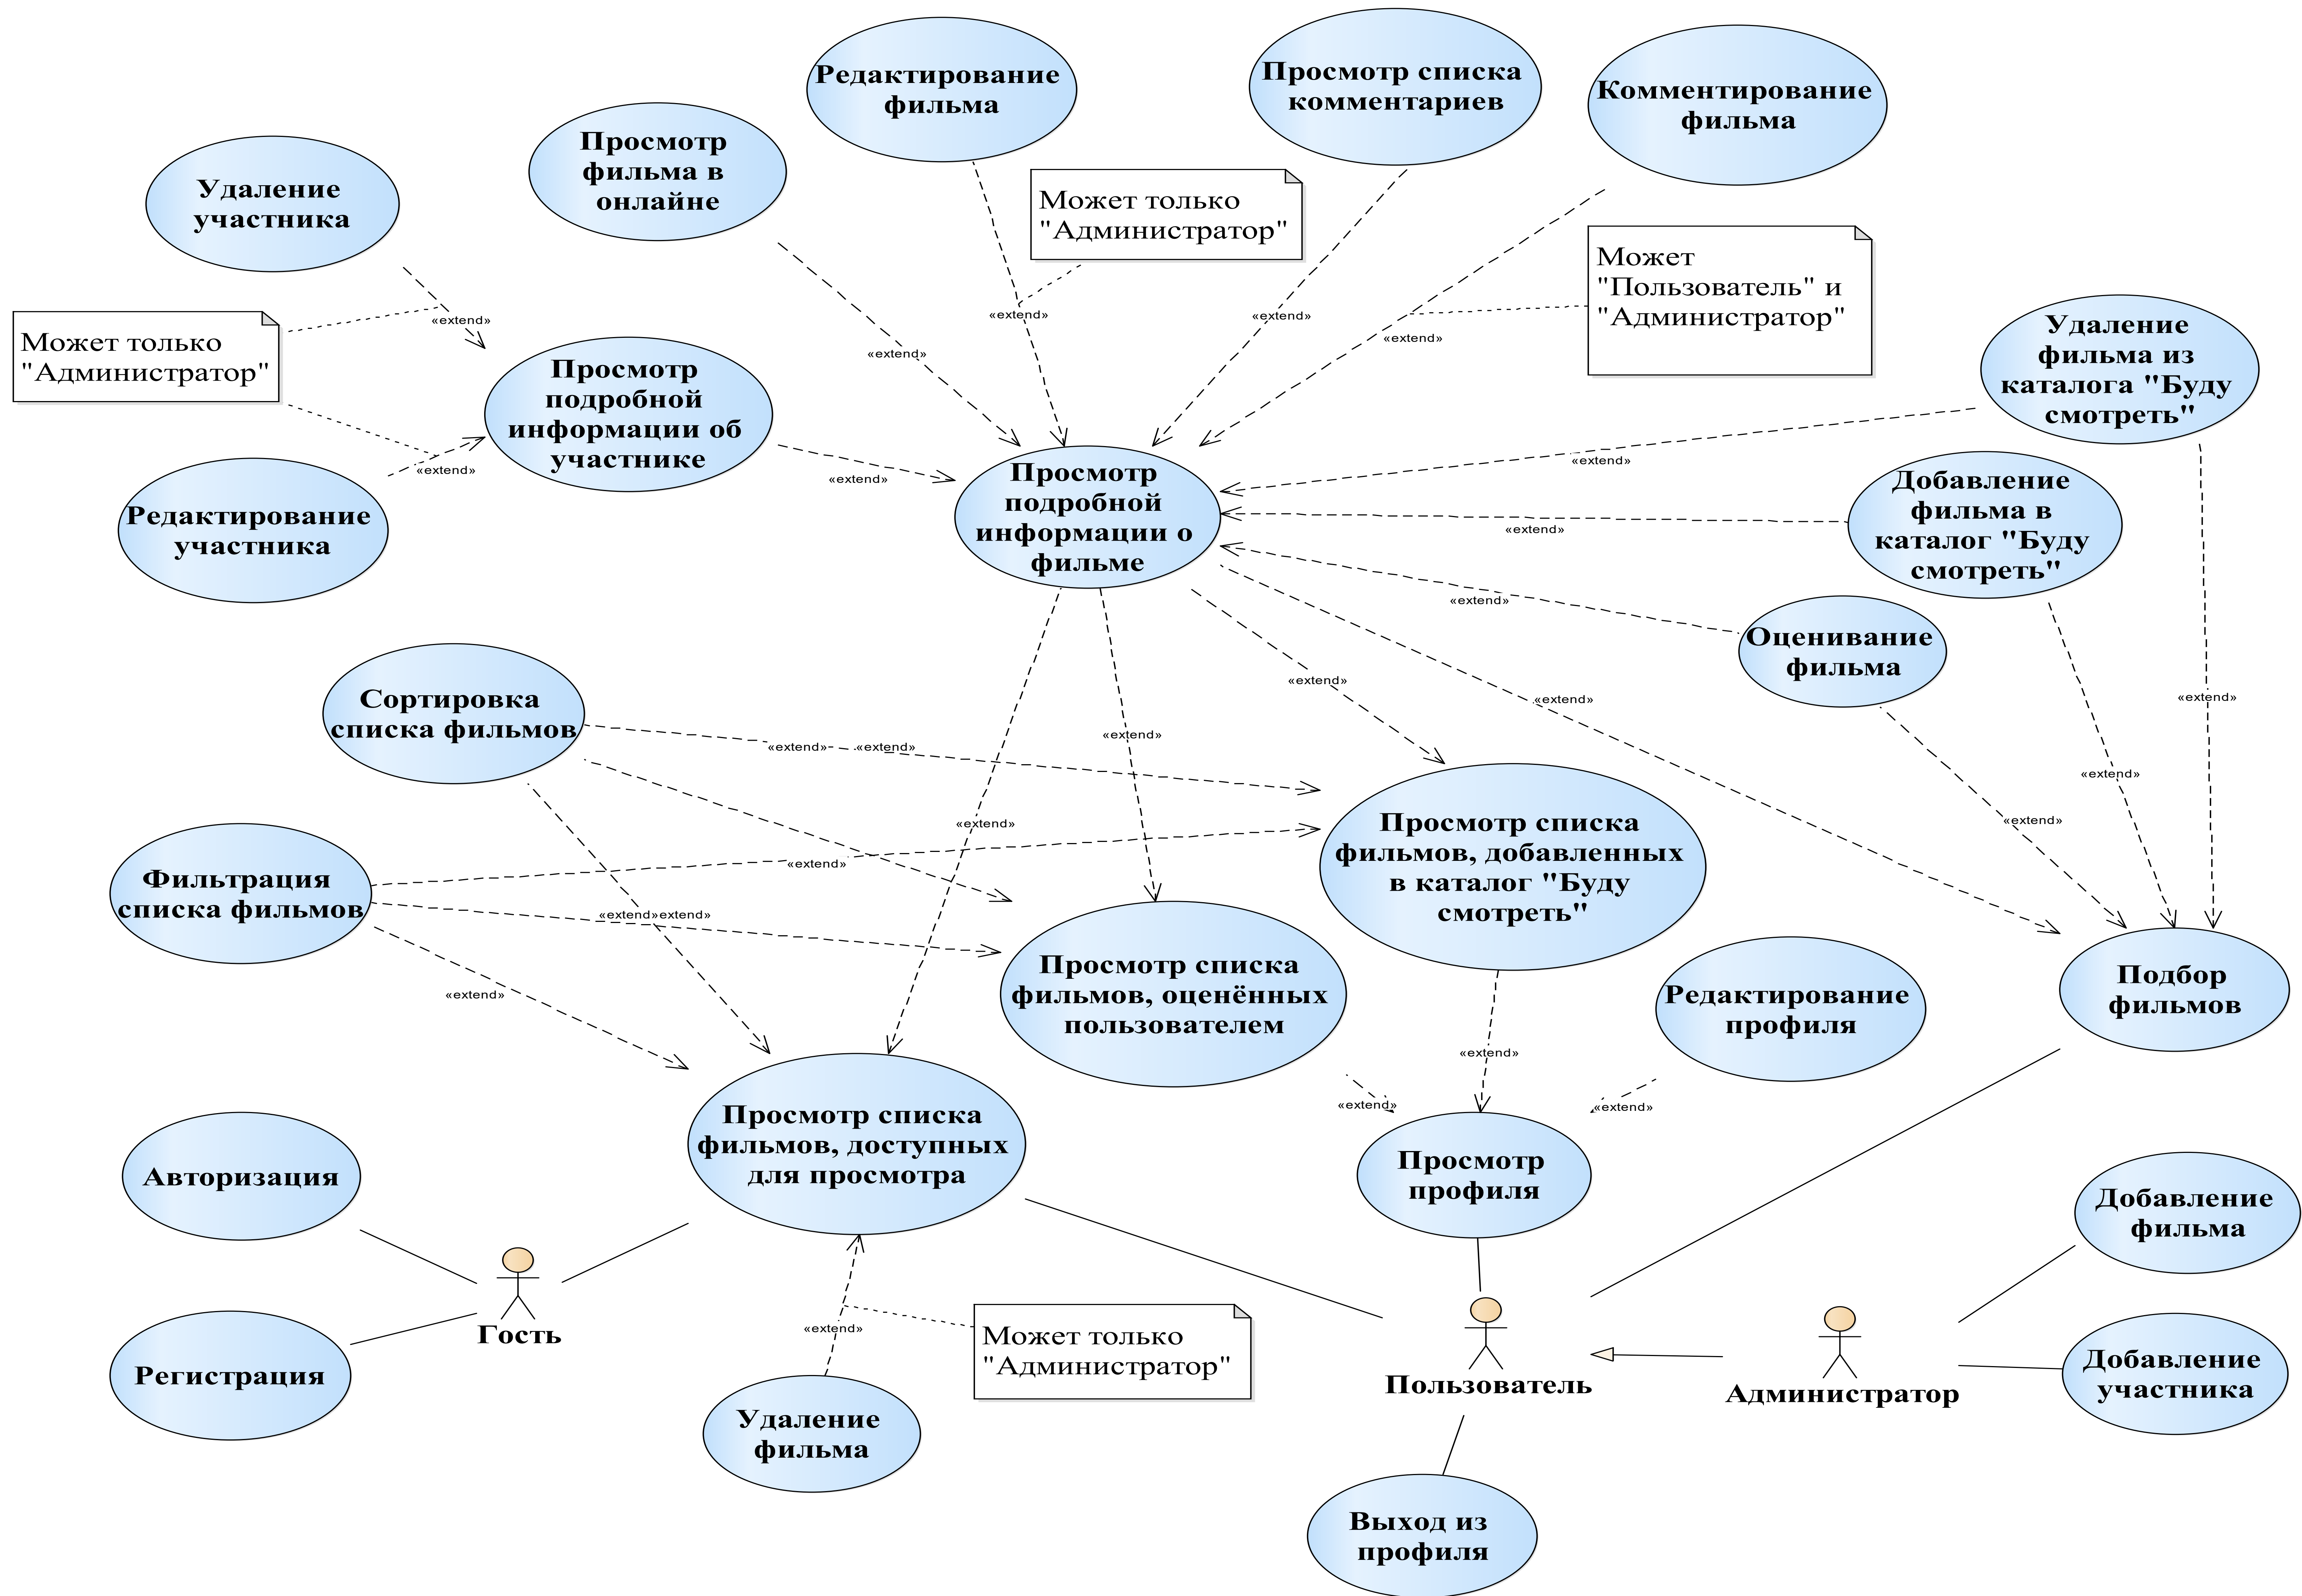 Редактирование
фильма
Просмотр списка
комментариев
Комментирование
фильма
Просмотр
фильма в
онлайне
Удаление
участника
Может только
"Администратор"
Может
"Пользователь" и
"Администратор"
Может только
"Администратор"
«extend»
«extend»
«extend»
«extend»
«extend»
Удаление
фильма из
каталога "Буду
смотреть"
Просмотр
подробной
информации об
участнике
«extend»
«extend»
«extend»
Редактирование
участника
Просмотр
подробной
информации о
фильме
«extend»
Добавление
фильма в
каталог "Буду
смотреть"
«extend»
«extend»
Оценивание
фильма
Сортировка
списка фильмов
«extend»
«extend»
«extend»
«extend»
«extend»
«extend»
«extend»
«extend»
«extend»
«extend»
Фильтрация
списка фильмов
«extend»
Просмотр списка
фильмов, добавленных
в каталог "Буду
смотреть"
«extend»extend»
Просмотр списка
фильмов, оценённых
пользователем
«extend»
Подбор
фильмов
Редактирование
профиля
«extend»
«extend»
«extend»
Просмотр списка
фильмов, доступных
для просмотра
Авторизация
Просмотр
профиля
Добавление
фильма
Гость
Регистрация
«extend»
Может только
"Администратор"
Пользователь
Администратор
Добавление
участника
Удаление
фильма
Выход из
профиля